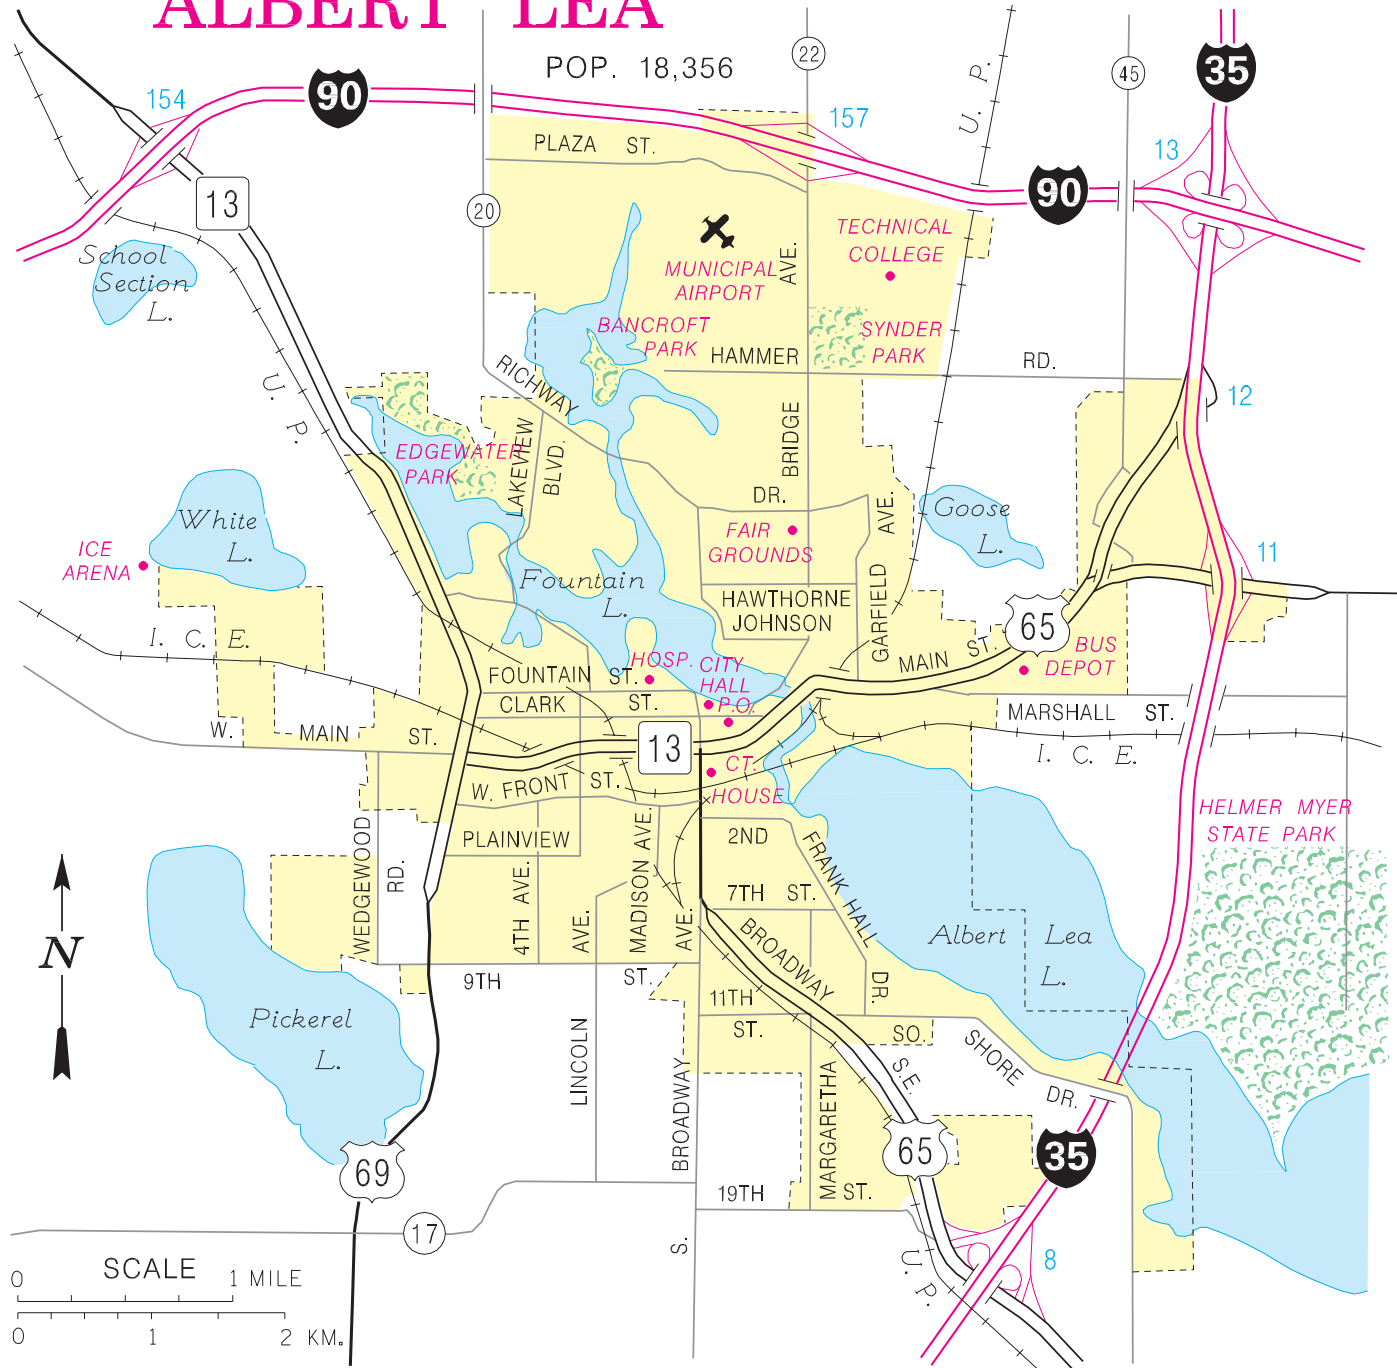 ALBERT LEA
POP. 18,356
154
90
22
157
U. P.
45
35
13
PLAZA ST.
13
20
90
School
Section
L.
MUNICIPAL
AIRPORT
AVE.
TECHNICAL
COLLEGE
BANCROFT
PARK
HAMMER
RD.
SYNDER
PARK
12
U. P.
RICHWAY
EDGEWATER
PARK
LAKEVIEW
BLVD.
BRIDGE
DR.
AVE.
White
L.
ICE
ARENA
FAIR
GROUNDS
Goose
L.
11
Fountain
L.
HAWTHORNE
JOHNSON
GARFIELD
65
I. C. E.
MAIN ST.
BUS
DEPOT
FOUNTAIN ST.
HOSP.
CITY
HALL
P.O.
CLARK ST.
W. MAIN ST.
13
MARSHALL ST.
I. C. E.
W. FRONT ST.
CT.
HOUSE
HELMER MYER
STATE PARK
PLAINVIEW
2ND
WEDGEWOOD
RD.
4TH AVE.
AVE.
MADISON AVE.
AVE.
7TH ST.
FRANK HALL
DR.
BROADWAY
Albert Lea
L.
N
9TH ST.
11TH
ST.
SO.
SHORE
DR.
Pickerel
L.
LINCOLN
BROADWAY
S.
MARGARETHA
S.E.
69
65
35
19TH ST.
17
U. P.
8
SCALE
0 1 MILE
0 1 2 KM.